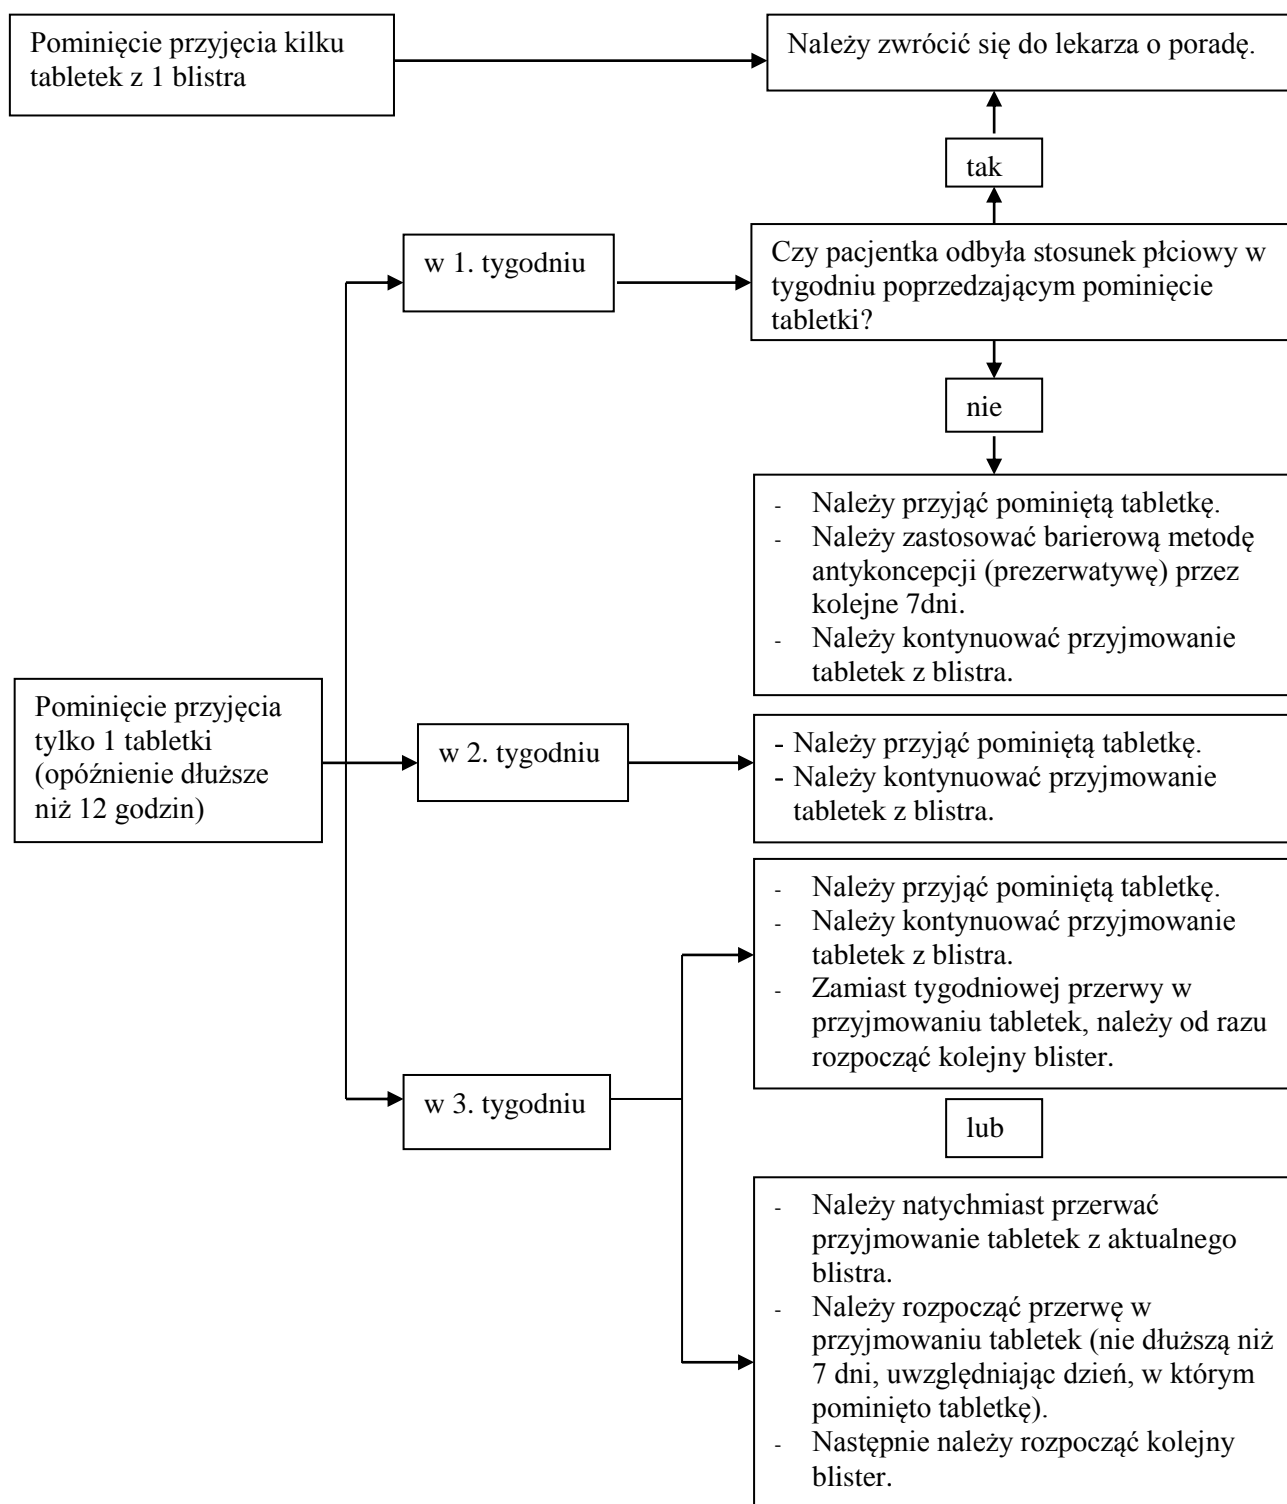 Pominięcie przyjęcia kilku
tabletek z 1 blistra
Należy zwrócić się do lekarza o poradę.
tak
w 1. tygodniu
Czy pacjentka odbyła stosunek płciowy w
tygodniu poprzedzającym pominięcie
tabletki?
nie
- Należy przyjąć pominiętą tabletkę.
- Należy zastosować barierową metodę
antykoncepcji (prezerwatywę) przez
kolejne 7dni.
- Należy kontynuować przyjmowanie
tabletek z blistra.
Pominięcie przyjęcia
tylko 1 tabletki
(opóźnienie dłuższe
niż 12 godzin)
w 2. tygodniu
- Należy przyjąć pominiętą tabletkę.
- Należy kontynuować przyjmowanie
tabletek z blistra.
- Należy przyjąć pominiętą tabletkę.
- Należy kontynuować przyjmowanie
tabletek z blistra.
- Zamiast tygodniowej przerwy w
przyjmowaniu tabletek, należy od razu
rozpocząć kolejny blister.
w 3. tygodniu
lub
- Należy natychmiast przerwać
przyjmowanie tabletek z aktualnego
blistra.
- Należy rozpocząć przerwę w
przyjmowaniu tabletek (nie dłuższą niż
7 dni, uwzględniając dzień, w którym
pominięto tabletkę).
- Następnie należy rozpocząć kolejny
blister.